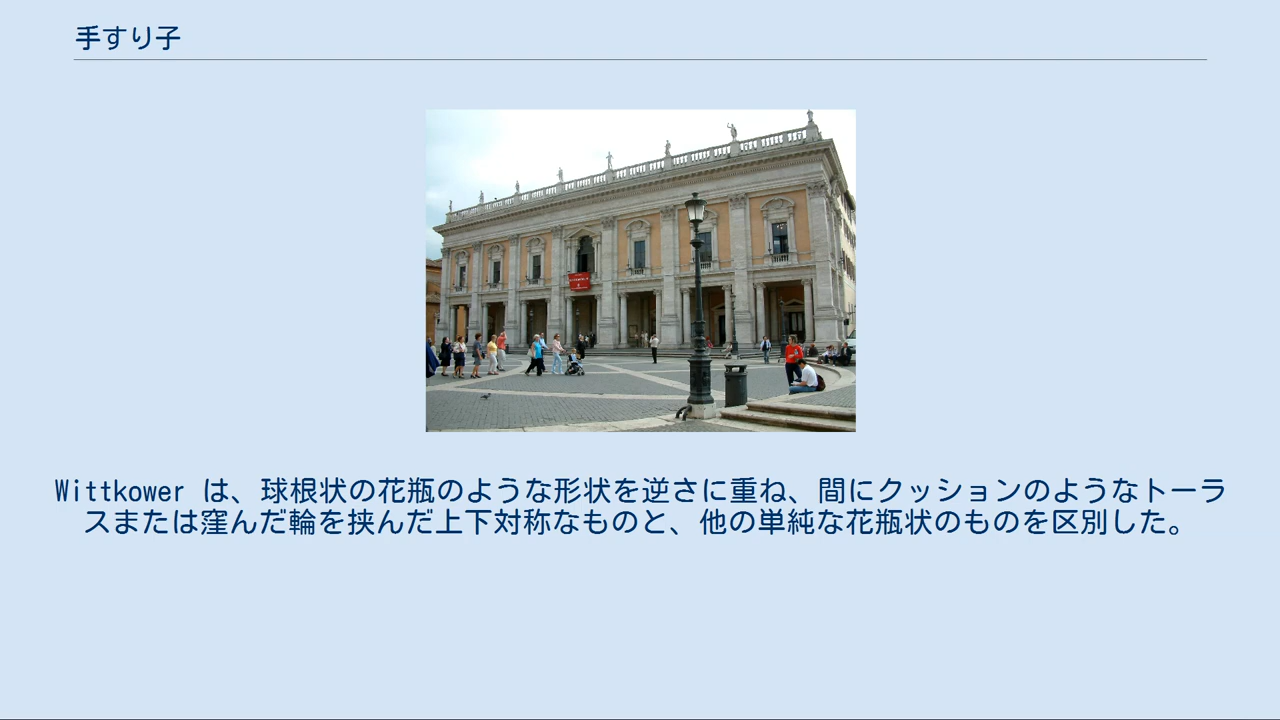 手すり子
Wittkower は、球根状の花瓶のような形状を逆さに重ね、間にクッションのようなトーラ
スまたは窪んだ輪を挟んだ上下対称なものと、他の単純な花瓶状のものを区別した。